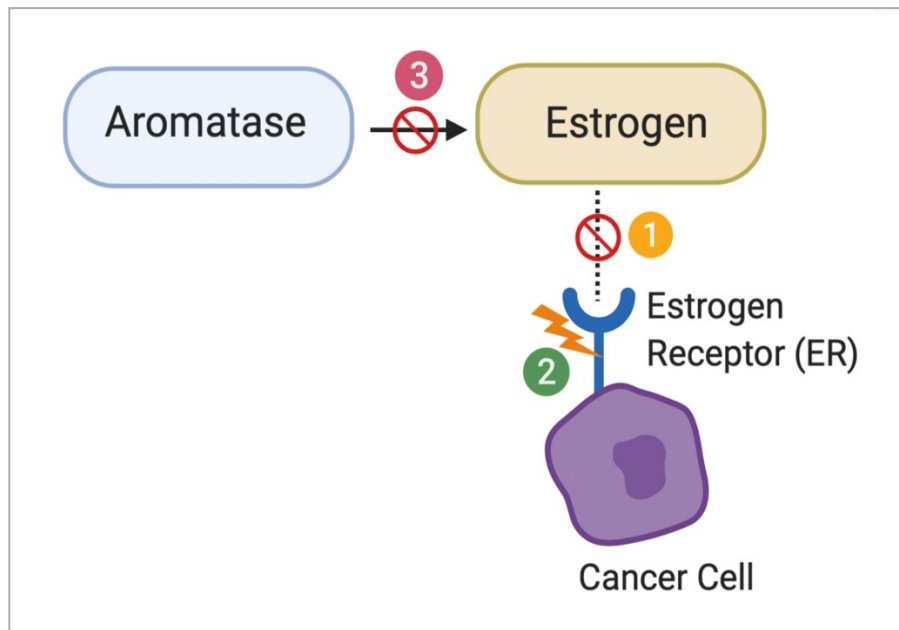 3
Aromatase
Estrogen
1
Estrogen
Receptor (ER)
2
Cancer Cell